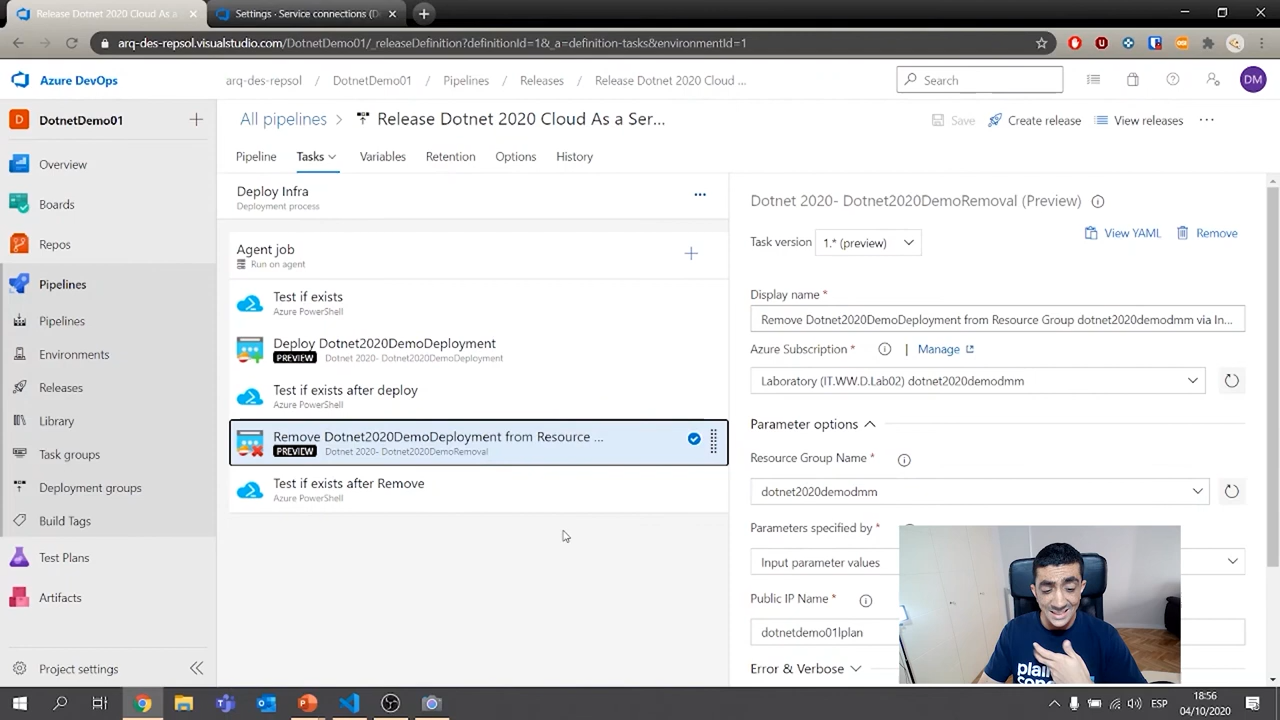 Release Dotnet 2020 Cloud As a
Settings · Service connections (D
arq-des-repsol.visualstudio.com/DotnetDemo01/_releaseDefinition?definitionId=1&_a=definition-tasks&environmentId=1
Azure DevOps
arq-des-repsol / DotnetDemo01 / Pipelines / Releases / Release Dotnet 2020 Cloud ...
Search
DM
D DotnetDemo01
All pipelines > Release Dotnet 2020 Cloud As a Ser...
Save Create release View releases ...
Overview
Boards
Repos
Pipelines
Pipelines
Environments
Releases
Library
Task groups
Deployment groups
Build Tags
Test Plans
Artifacts
Project settings
Pipeline Tasks Variables Retention Options History
Deploy Infra
Deployment process
Agent job
Run on agent
Test if exists
Azure PowerShell
Deploy Dotnet2020DemoDeployment
PREVIEW Dotnet 2020- Dotnet2020DemoDeployment
Test if exists after deploy
Azure PowerShell
Remove Dotnet2020DemoDeployment from Resource ...
PREVIEW Dotnet 2020- Dotnet2020DemoRemoval
Test if exists after Remove
Azure PowerShell
Dotnet 2020- Dotnet2020DemoRemoval (Preview)
View YAML Remove
Task version 1.* (preview)
Display name *
Remove Dotnet2020DemoDeployment from Resource Group dotnet2020demodmm via In...
Azure Subscription * | Manage
Laboratory (IT.WW.D.Lab02) dotnet2020demodmm
Parameter options
Resource Group Name *
dotnet2020demodmm
Parameters specified by *
Input parameter values
Public IP Name *
dotnetdemo01Iplan
Error & Verbose
plain
ESP
18:56
04/10/2020